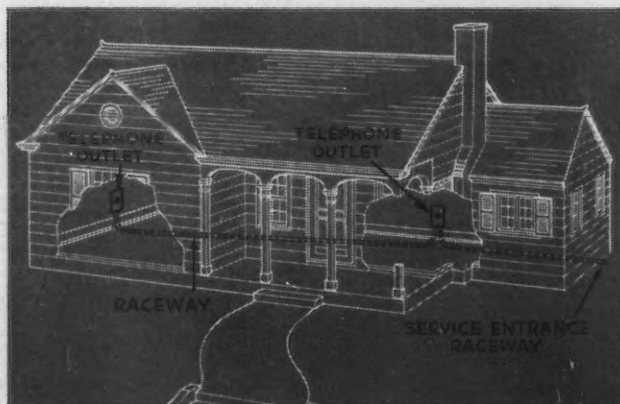 TELEPHONE
OUTLET
TELEPHONE
OUTLET
RACEWAY
SERVICE ENTRANCE
RACEWAY